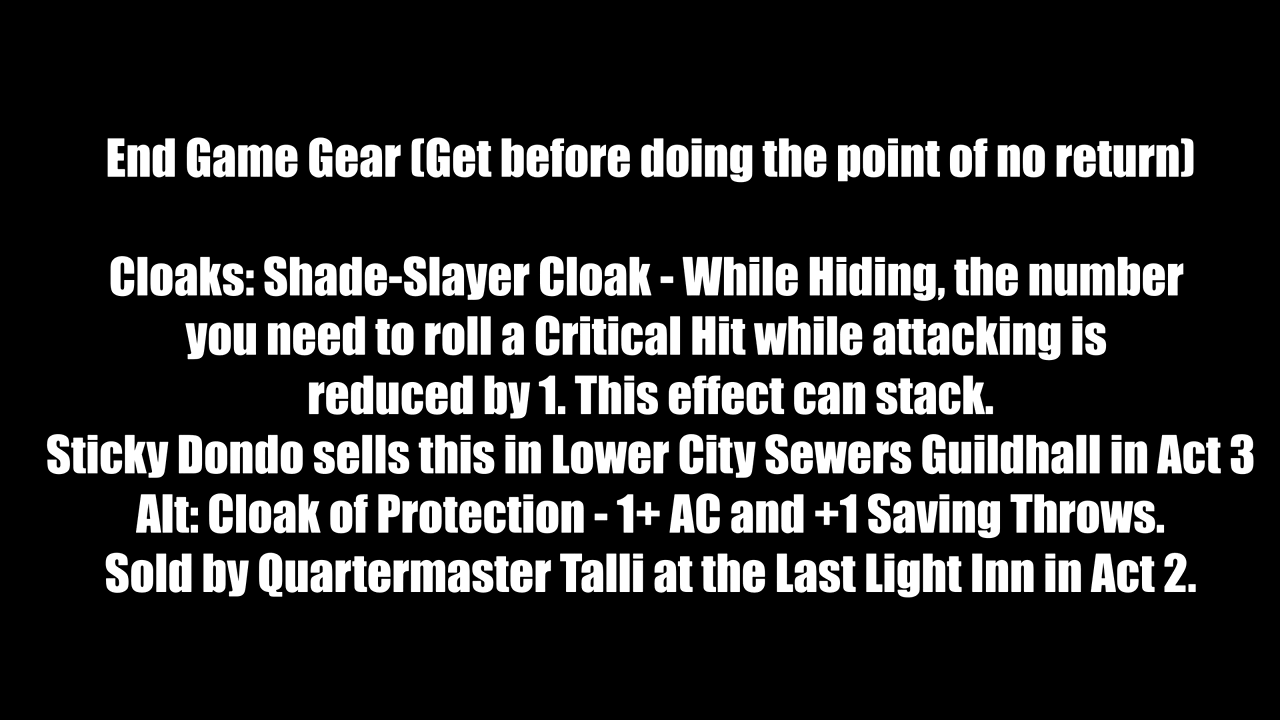 End Game Gear (Get before doing the point of no return)
Cloaks: Shade-Slayer Cloak - While Hiding, the number
you need to roll a Critical Hit while attacking is
reduced by 1. This effect can stack.
Sticky Dondo sells this in Lower City Sewers Guildhall in Act 3
Alt: Cloak of Protection - 1+ AC and +1 Saving Throws.
Sold by Quartermaster Talli at the Last Light Inn in Act 2.